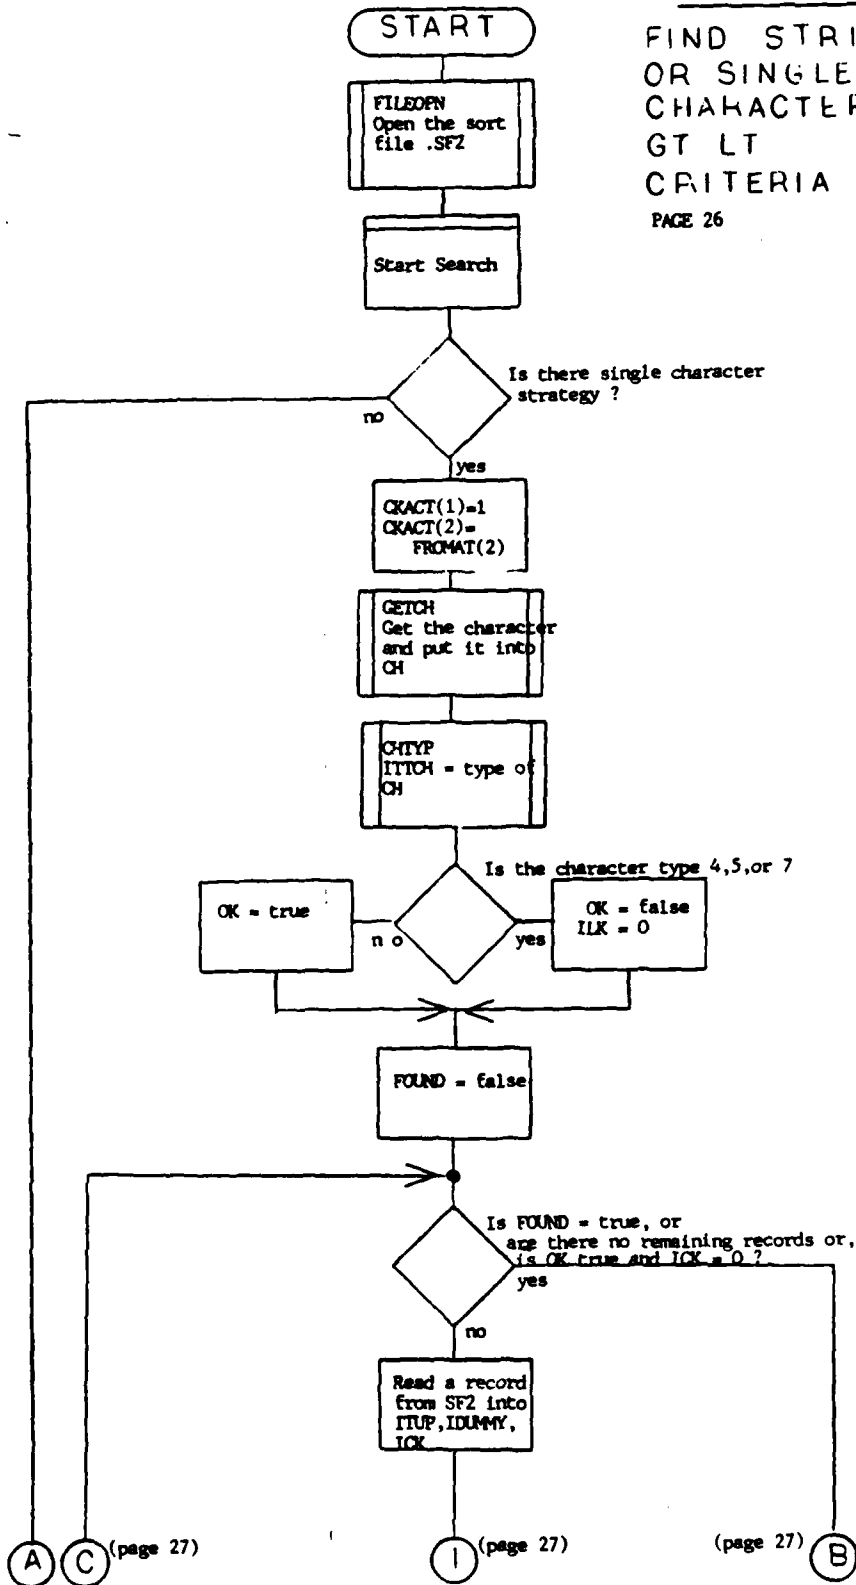 START
FIND STRI
OR SINGLE
CHARACTER
GT LT
CRITERIA
PAGE 26
FILEOPN
Open the sort
file .SF2
Start Search
Is there single character
strategy ?
no
yes
CKACT(1)=1
CKACT(2)=
FROMAT(2)
GETCH
Get the character
and put it into
CH
CHTYP
ITTCH = type of
CH
Is the character type 4,5,or 7
OK = true
no
yes
OK = false
ILK = 0
FOUND = false
Is FOUND = true, or
are there no remaining records or,
is OK true and ICK = 0 ?
yes
no
Read a record
from SF2 into
ITUP,IDUMMY,
ICK
A
C
(page 27)
1
(page 27)
(page 27)
B